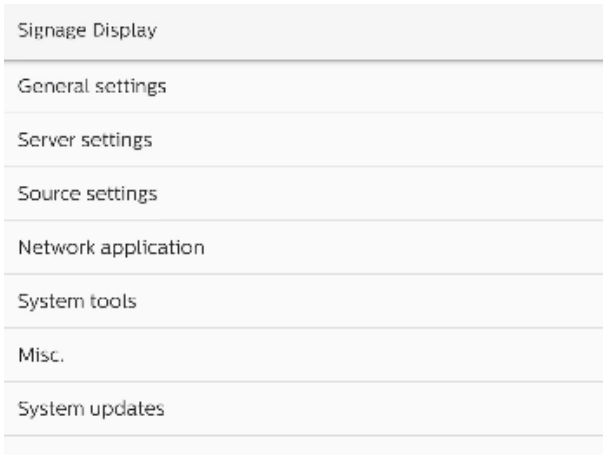 Signage Display
General settings
Server settings
Source settings
Network application
System tools
Misc.
System updates